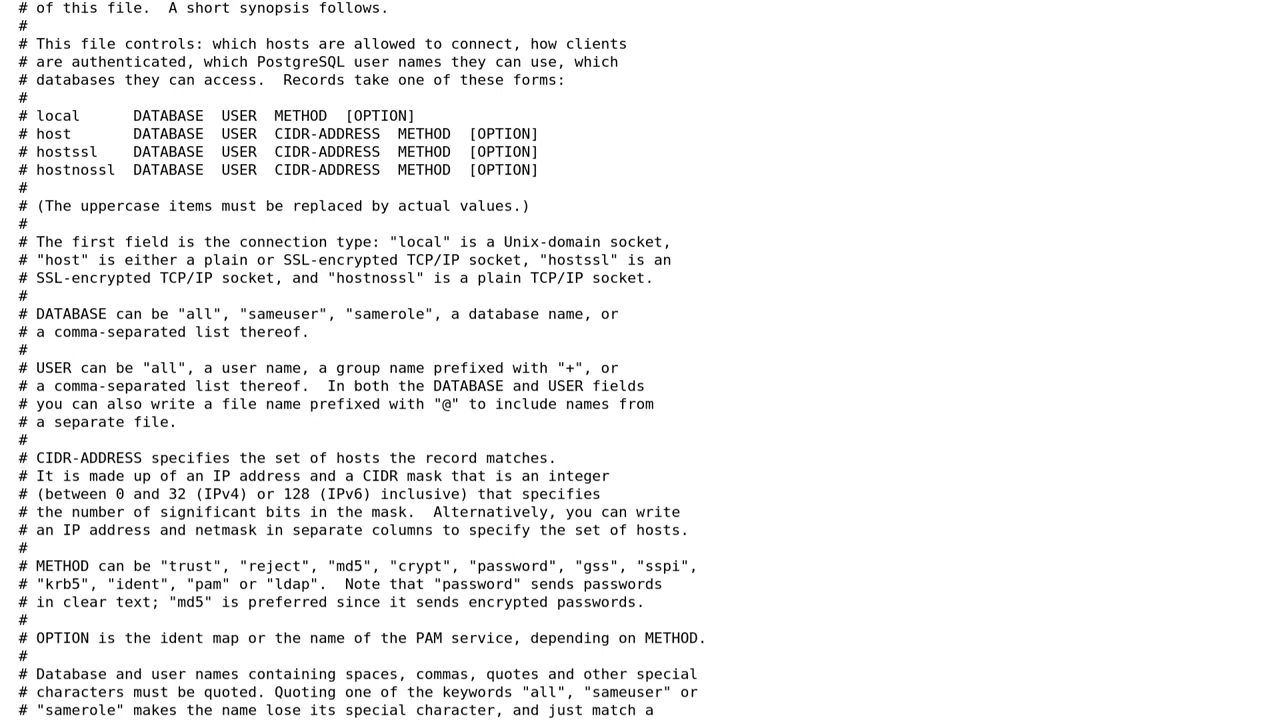 # of this file.  A short synopsis follows.
#
# This file controls: which hosts are allowed to connect, how clients
# are authenticated, which PostgreSQL user names they can use, which
# databases they can access.  Records take one of these forms:
#
# local      DATABASE  USER  METHOD  [OPTION]
# host       DATABASE  USER  CIDR-ADDRESS  METHOD  [OPTION]
# hostssl    DATABASE  USER  CIDR-ADDRESS  METHOD  [OPTION]
# hostnossl  DATABASE  USER  CIDR-ADDRESS  METHOD  [OPTION]
#
# (The uppercase items must be replaced by actual values.)
#
# The first field is the connection type: "local" is a Unix-domain socket,
# "host" is either a plain or SSL-encrypted TCP/IP socket, "hostssl" is an
# SSL-encrypted TCP/IP socket, and "hostnossl" is a plain TCP/IP socket.
#
# DATABASE can be "all", "sameuser", "samerole", a database name, or
# a comma-separated list thereof.
#
# USER can be "all", a user name, a group name prefixed with "+", or
# a comma-separated list thereof.  In both the DATABASE and USER fields
# you can also write a file name prefixed with "@" to include names from
# a separate file.
#
# CIDR-ADDRESS specifies the set of hosts the record matches.
# It is made up of an IP address and a CIDR mask that is an integer
# (between 0 and 32 (IPv4) or 128 (IPv6) inclusive) that specifies
# the number of significant bits in the mask.  Alternatively, you can write
# an IP address and netmask in separate columns to specify the set of hosts.
#
# METHOD can be "trust", "reject", "md5", "crypt", "password", "gss", "sspi",
# "krb5", "ident", "pam" or "ldap".  Note that "password" sends passwords
# in clear text; "md5" is preferred since it sends encrypted passwords.
#
# OPTION is the ident map or the name of the PAM service, depending on METHOD.
#
# Database and user names containing spaces, commas, quotes and other special
# characters must be quoted. Quoting one of the keywords "all", "sameuser" or
# "samerole" makes the name lose its special character, and just match a